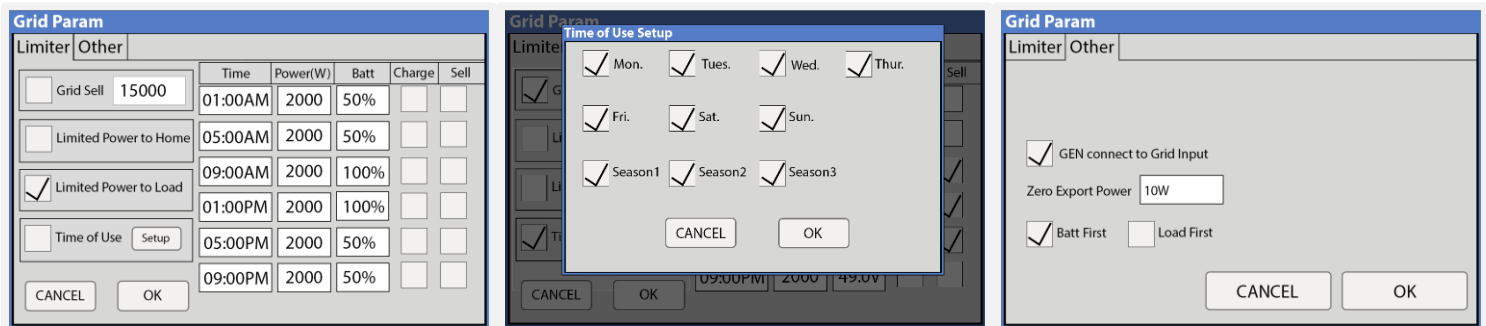 Grid Param
Limiter Other
Time Power(W) Batt Charge Sell
Grid Sell 15000
01:00AM 2000 50%
Limited Power to Home 05:00AM 2000 50%
09:00AM 2000 100%
Limited Power to Load
01:00PM 2000 100%
Time of Use Setup
05:00PM 2000 50%
09:00PM 2000 50%
CANCEL OK
Grid Param
Time of Use Setup
Limite
Sell
Mon. Tues. Wed. Thur.
G
Fri. Sat. Sun.
Li
Season1 Season2 Season3
Li
Ti
CANCEL OK
09:00PM 2000 49.0V
CANCEL OK
Grid Param
Limiter Other
GEN connect to Grid Input
Zero Export Power 10W
Batt First Load First
CANCEL OK